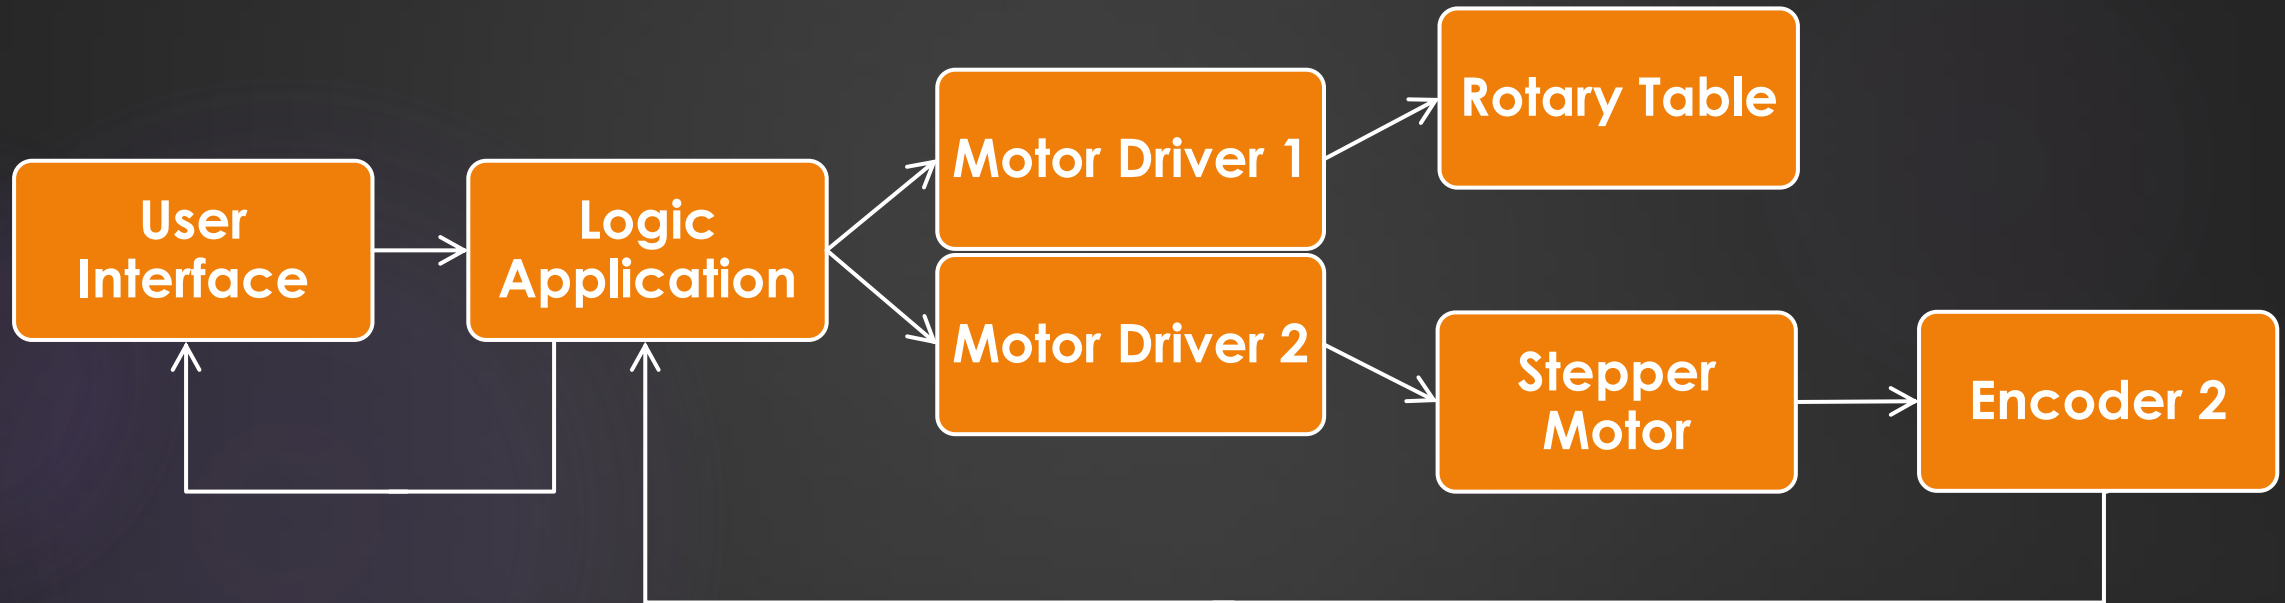 User
Interface
Logic
Application
Motor Driver 1
Motor Driver 2
Rotary Table
Stepper
Motor
Encoder 2